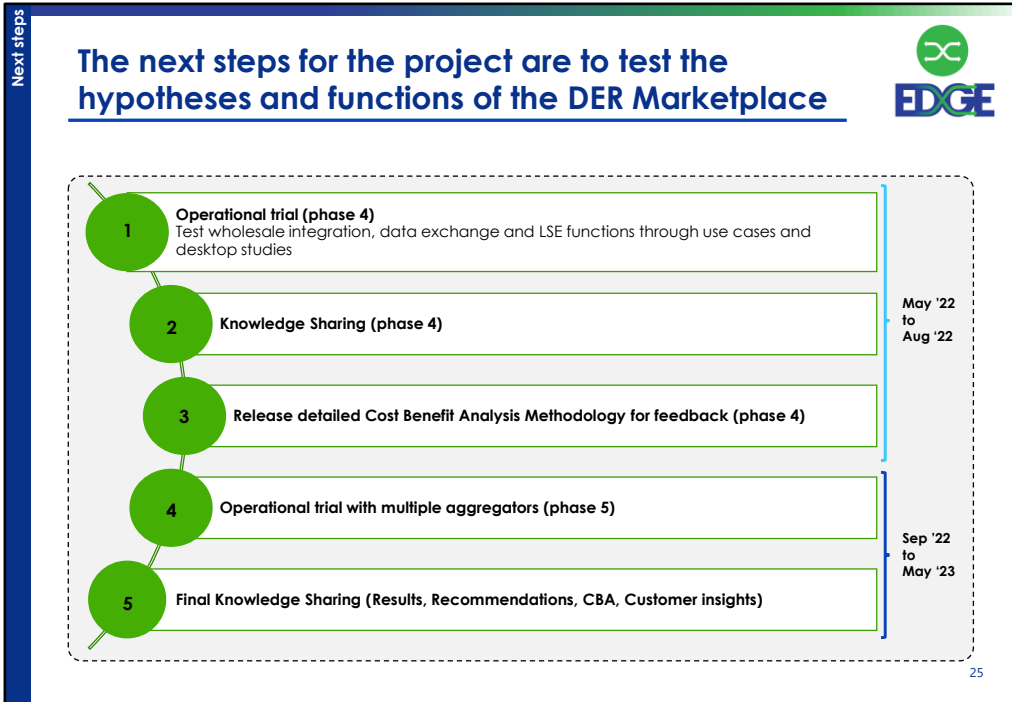 Next steps
The next steps for the project are to test the
hypotheses and functions of the DER Marketplace
EDGE
1
Operational trial (phase 4)
Test wholesale integration, data exchange and LSE functions through use cases and
desktop studies
2
Knowledge Sharing (phase 4)
3
Release detailed Cost Benefit Analysis Methodology for feedback (phase 4)
May ’22
to
Aug ‘22
4
Operational trial with multiple aggregators (phase 5)
5
Final Knowledge Sharing (Results, Recommendations, CBA, Customer insights)
Sep ’22
to
May ‘23
25